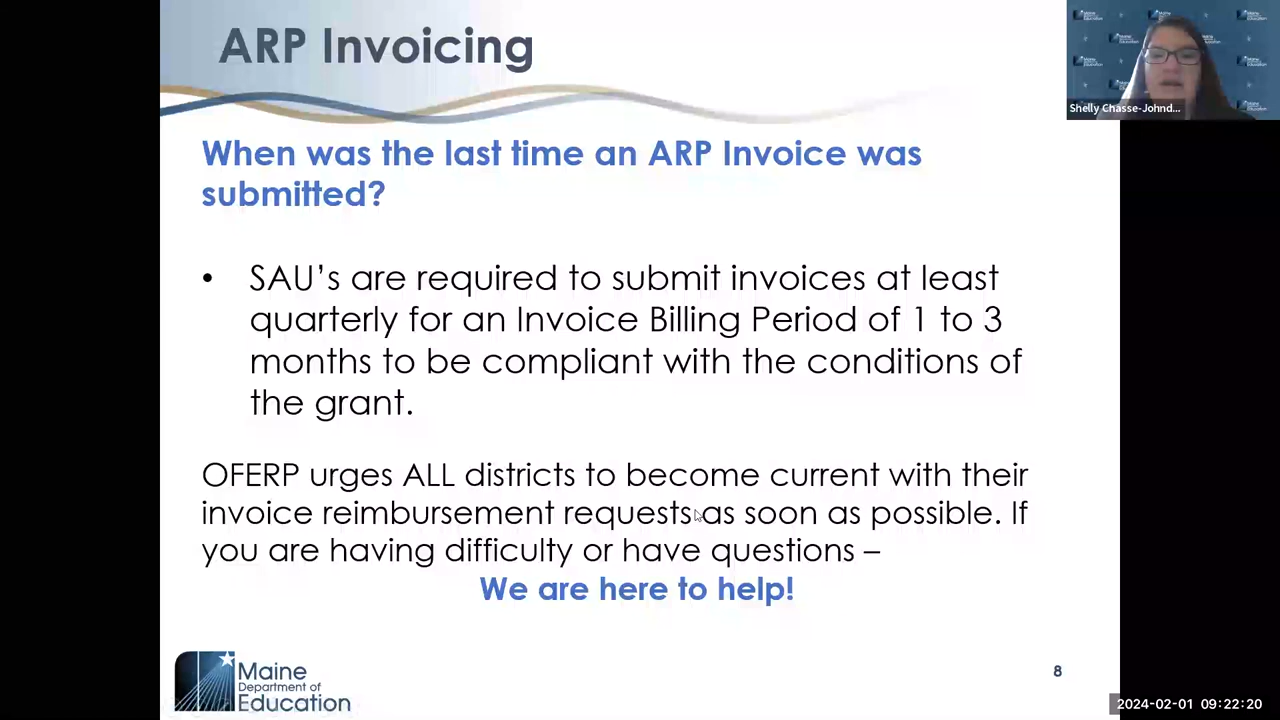 ARP Invoicing
When was the last time an ARP Invoice was
submitted?
• SAU's are required to submit invoices at least
quarterly for an Invoice Billing Period of 1 to 3
months to be compliant with the conditions of
the grant.
OFERP urges ALL districts to become current with their
invoice reimbursement requests as soon as possible. If
you are having difficulty or have questions –
We are here to help!
Maine
Department of
Education
8
Shelly Chasse-Johnd...
2024-02-01 09:22:20